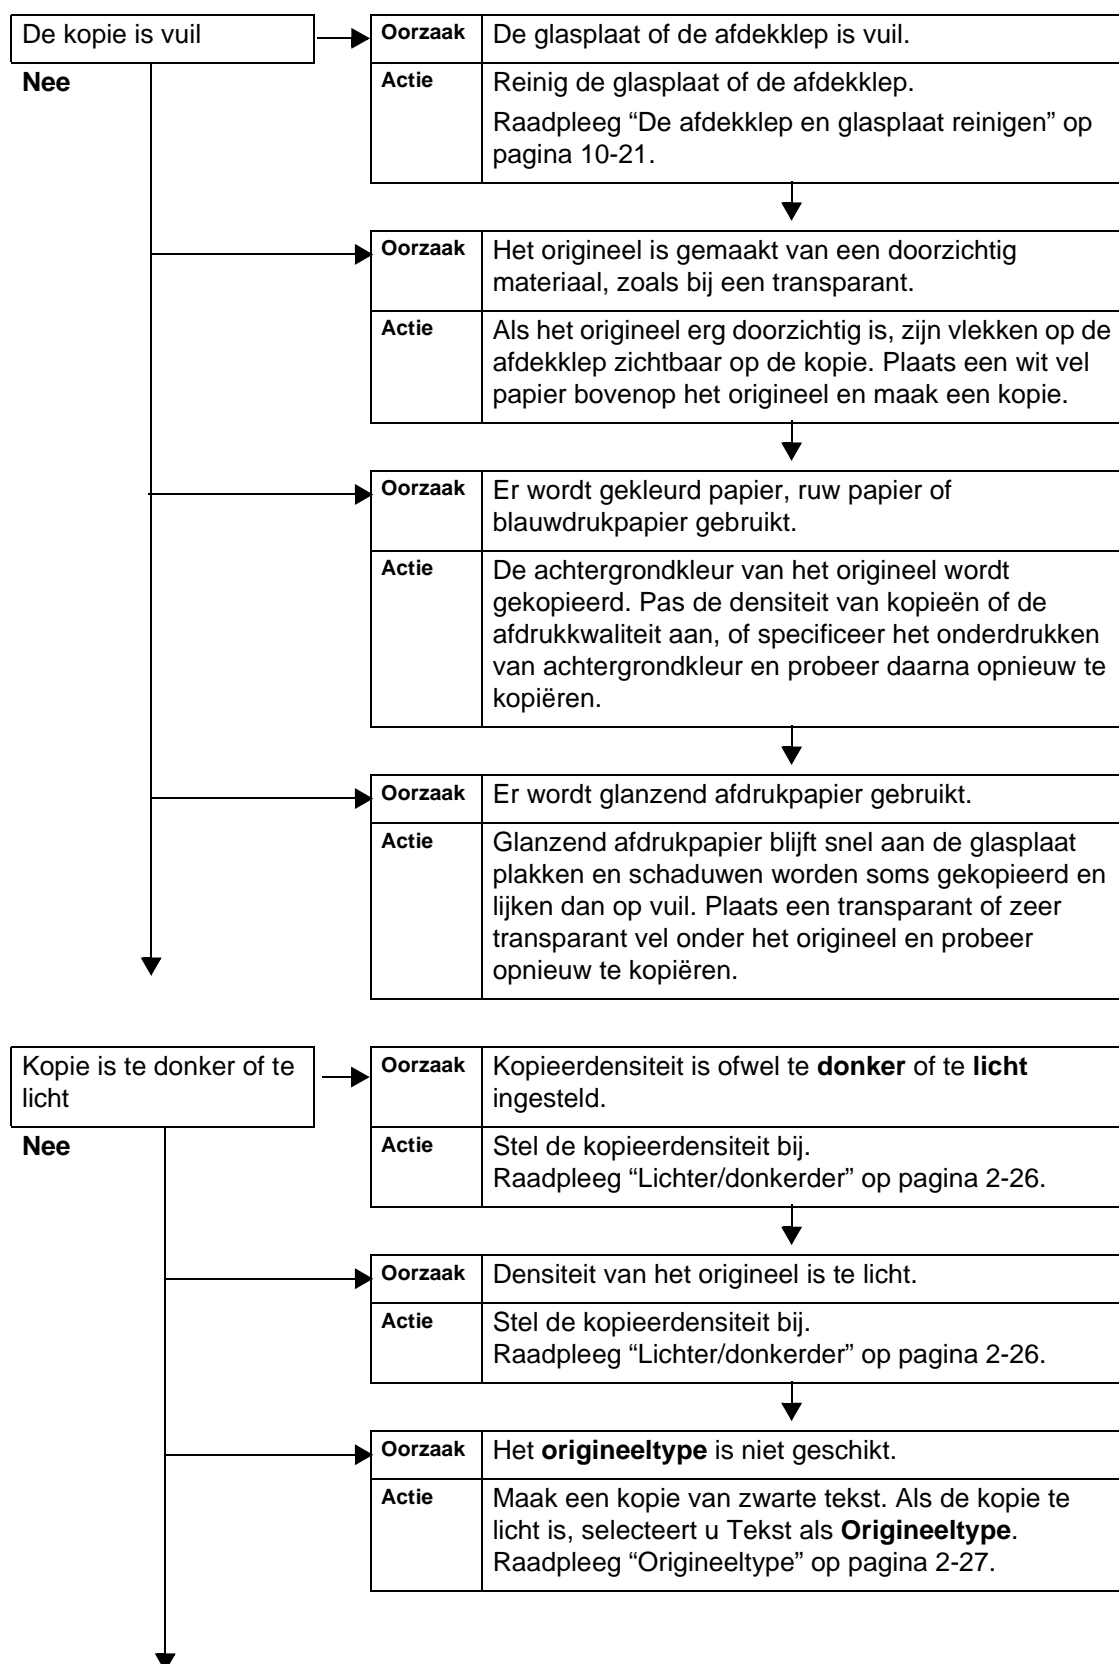 De kopie is vuil
Nee
Oorzaak De glasplaat of de afdekklep is vuil.
Actie Reinig de glasplaat of de afdekklep.
Raadpleeg “De afdekklep en glasplaat reinigen” op
pagina 10-21.
Oorzaak Het origineel is gemaakt van een doorzichtig
materiaal, zoals bij een transparant.
Actie Als het origineel erg doorzichtig is, zijn vlekken op de
afdekklep zichtbaar op de kopie. Plaats een wit vel
papier bovenop het origineel en maak een kopie.
Oorzaak Er wordt gekleurd papier, ruw papier of
blauwdrukpapier gebruikt.
Actie De achtergrondkleur van het origineel wordt
gekopieerd. Pas de densiteit van kopieën of de
afdrukkwaliteit aan, of specificeer het onderdrukken
van achtergrondkleur en probeer daarna opnieuw te
kopiëren.
Oorzaak Er wordt glanzend afdrukpapier gebruikt.
Actie Glanzend afdrukpapier blijft snel aan de glasplaat
plakken en schaduwen worden soms gekopieerd en
lijken dan op vuil. Plaats een transparant of zeer
transparant vel onder het origineel en probeer
opnieuw te kopiëren.
Kopie is te donker of te
licht
Nee
Oorzaak Kopieerdensiteit is ofwel te donker of te licht
ingesteld.
Actie Stel de kopieerdensiteit bij.
Raadpleeg “Lichter/donkerder” op pagina 2-26.
Oorzaak Densiteit van het origineel is te licht.
Actie Stel de kopieerdensiteit bij.
Raadpleeg “Lichter/donkerder” op pagina 2-26.
Oorzaak Het origineeltype is niet geschikt.
Actie Maak een kopie van zwarte tekst. Als de kopie te
licht is, selecteert u Tekst als Origineeltype.
Raadpleeg “Origineeltype” op pagina 2-27.